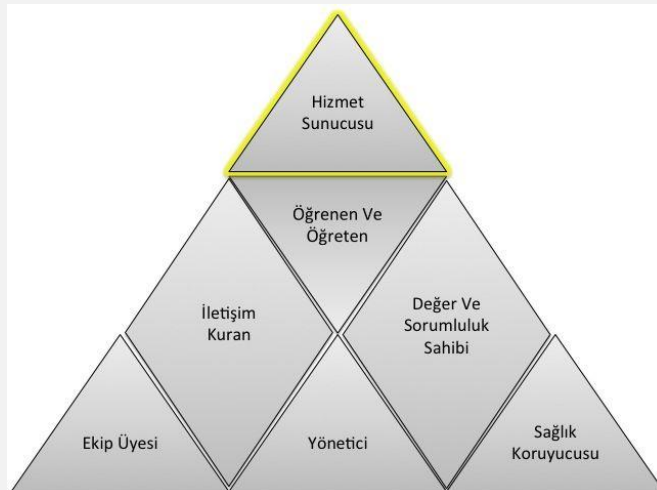 Hizmet
Sunucusu
Öğrenen Ve
Öğreten
İletişim
Kuran
Değer Ve
Sorumluluk
Sahibi
Ekip Üyesi
Yönetici
Sağlık
Koruyucusu